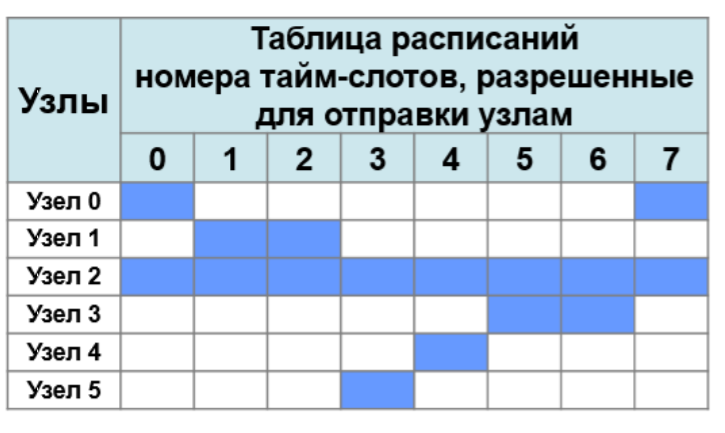 Узлы
Таблица расписаний
номера тайм-слотов, разрешенные
для отправки узлам
0 1 2 3 4 5 6 7
Узел 0
Узел 1
Узел 2
Узел 3
Узел 4
Узел 5